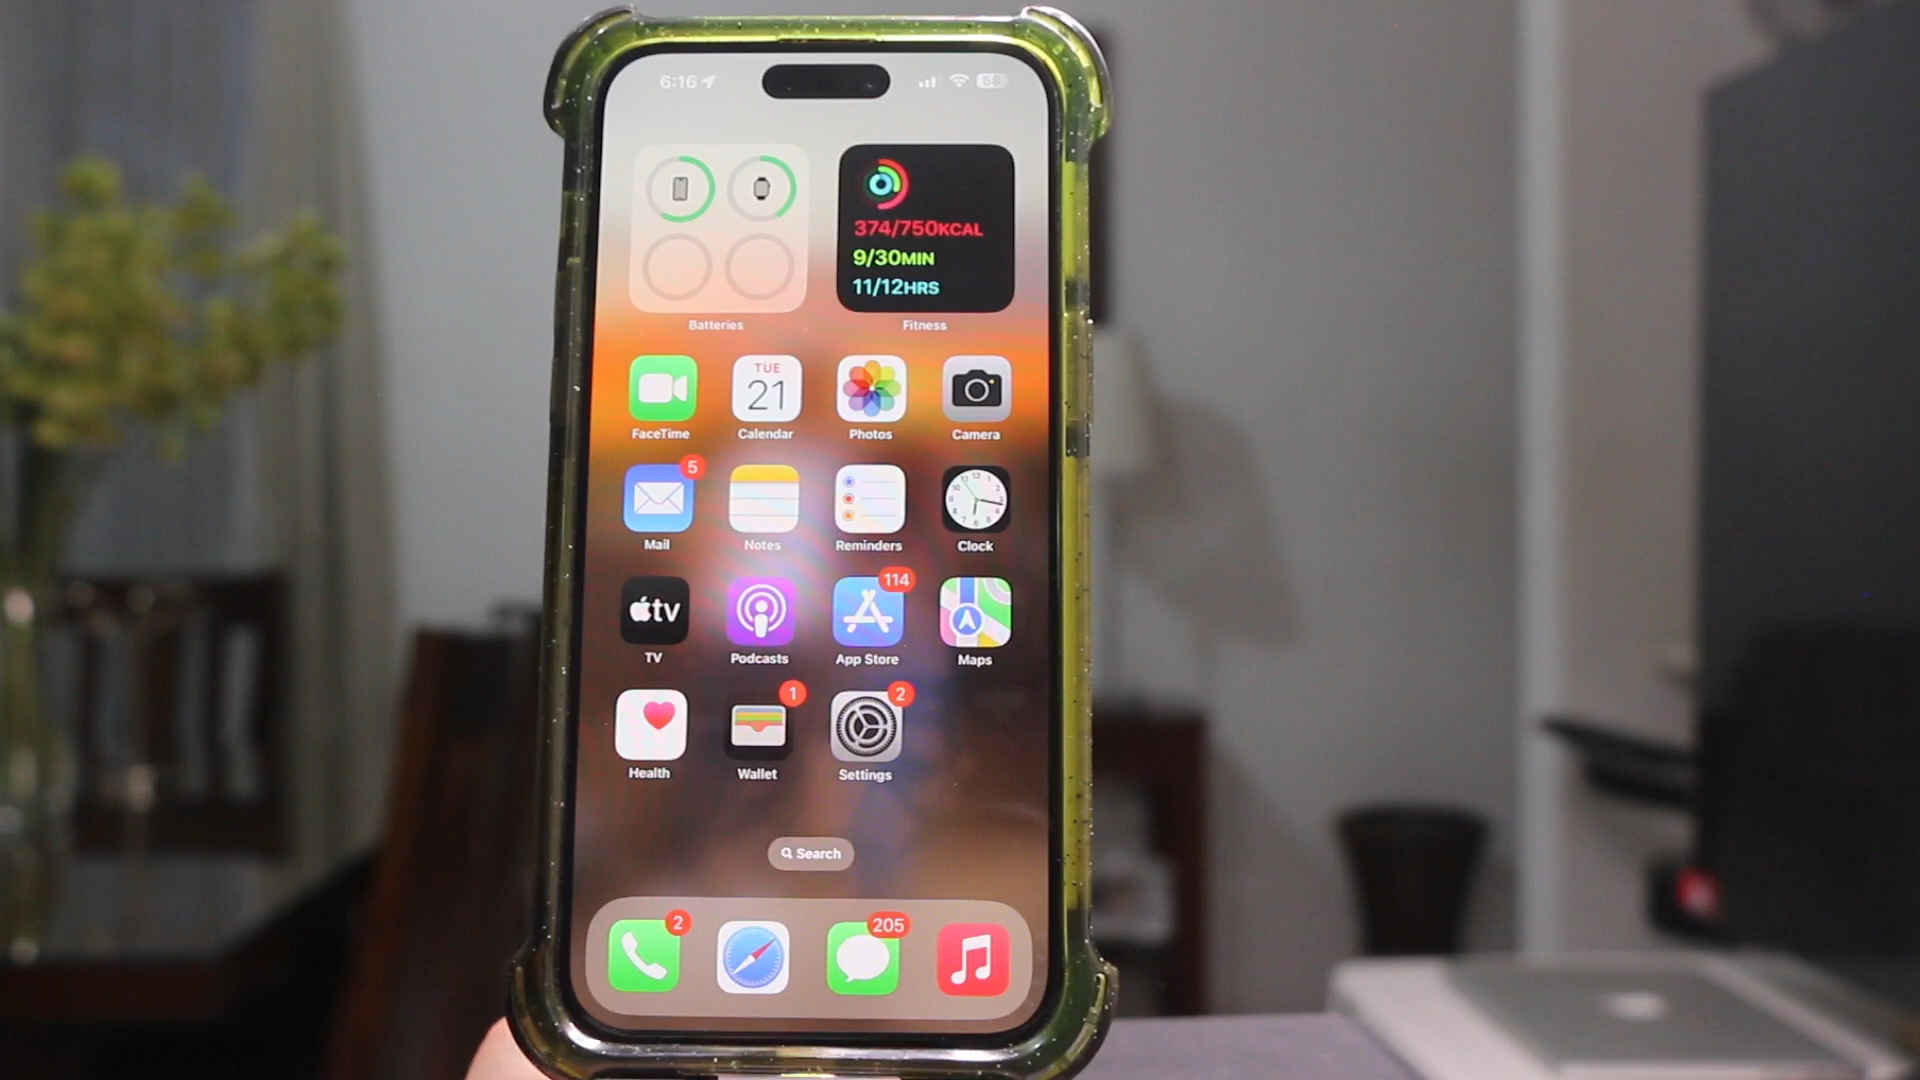 6:16
374/750KCAL
9/30MIN
11/12HRS
Batteries
Fitness
TUE
21
FaceTime
Calendar
Photos
Camera
5
Mail
Notes
Reminders
Clock
tv
114
TV
Podcasts
App Store
Maps
1
2
Health
Wallet
Settings
Search
2
205